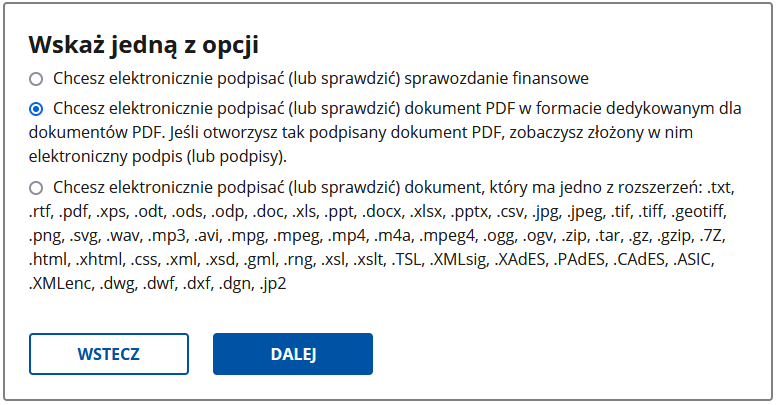 Wskaż jedną z opcji
Chcesz elektronicznie podpisać (lub sprawdzić) sprawozdanie finansowe
Chcesz elektronicznie podpisać (lub sprawdzić) dokument PDF w formacie dedykowanym dla
dokumentów PDF. Jeśli otworzysz tak podpisany dokument PDF, zobaczysz złożony w nim
elektroniczny podpis (lub podpisy).
Chcesz elektronicznie podpisać (lub sprawdzić) dokument, który ma jedno z rozszerzeń: .txt,
.rtf, .pdf, .xps, .odt, .ods, .odp, .doc, .xls, .ppt, .docx, .xlsx, .pptx, .csv, .jpg, .jpeg, .tif, .tiff, .geotiff,
.png, .svg, .wav, .mp3, .avi, .mpg, .mpeg, .mp4, .m4a, .mpeg4, .ogg, .ogv, .zip, .tar, .gz, .gzip, .7Z,
.html, .xhtml, .css, .xml, .xsd, .gml, .rng, .xsl, .xslt, .TSL, .XMLsig, .XAdES, .PAdES, .CAdES, .ASIC,
.XMLenc, .dwg, .dwf, .dxf, .dgn, .jp2
WSTECZ DALEJ